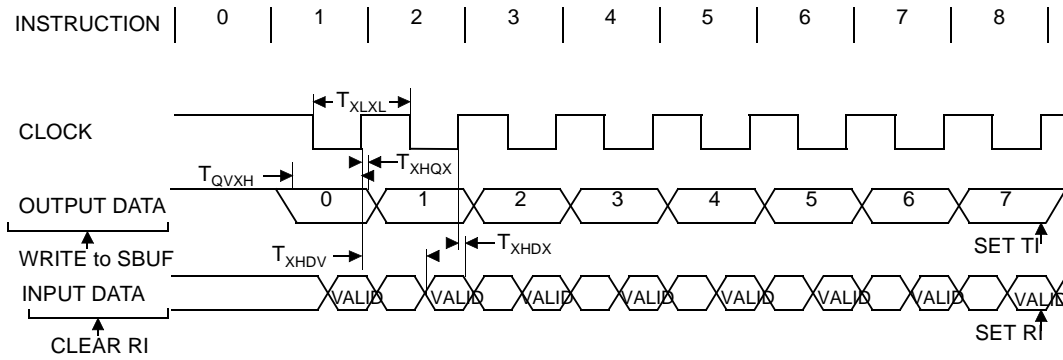 INSTRUCTION 0 1 2 3 4 5 6 7 8
T_XLXL
CLOCK
T_XHQX
T_QVXH
OUTPUT DATA 0 1 2 3 4 5 6 7
WRITE to SBUF
T_XHDV
T_XHDX
SET TI
INPUT DATA VALID VALID VALID VALID VALID VALID VALID VALID
SET RI
CLEAR RI